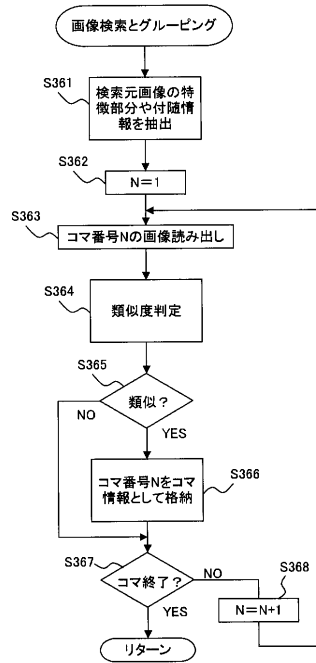 画像検索とグルーピング
S361
検索元画像の特
徴部分や付随情
報を抽出
S362
N=1
S363
コマ番号Nの画像読み出し
S364
類似度判定
S365
類似？
NO
YES
コマ番号Nをコマ
情報として格納
S366
S367
コマ終了？
NO
S368
N=N+1
YES
リターン